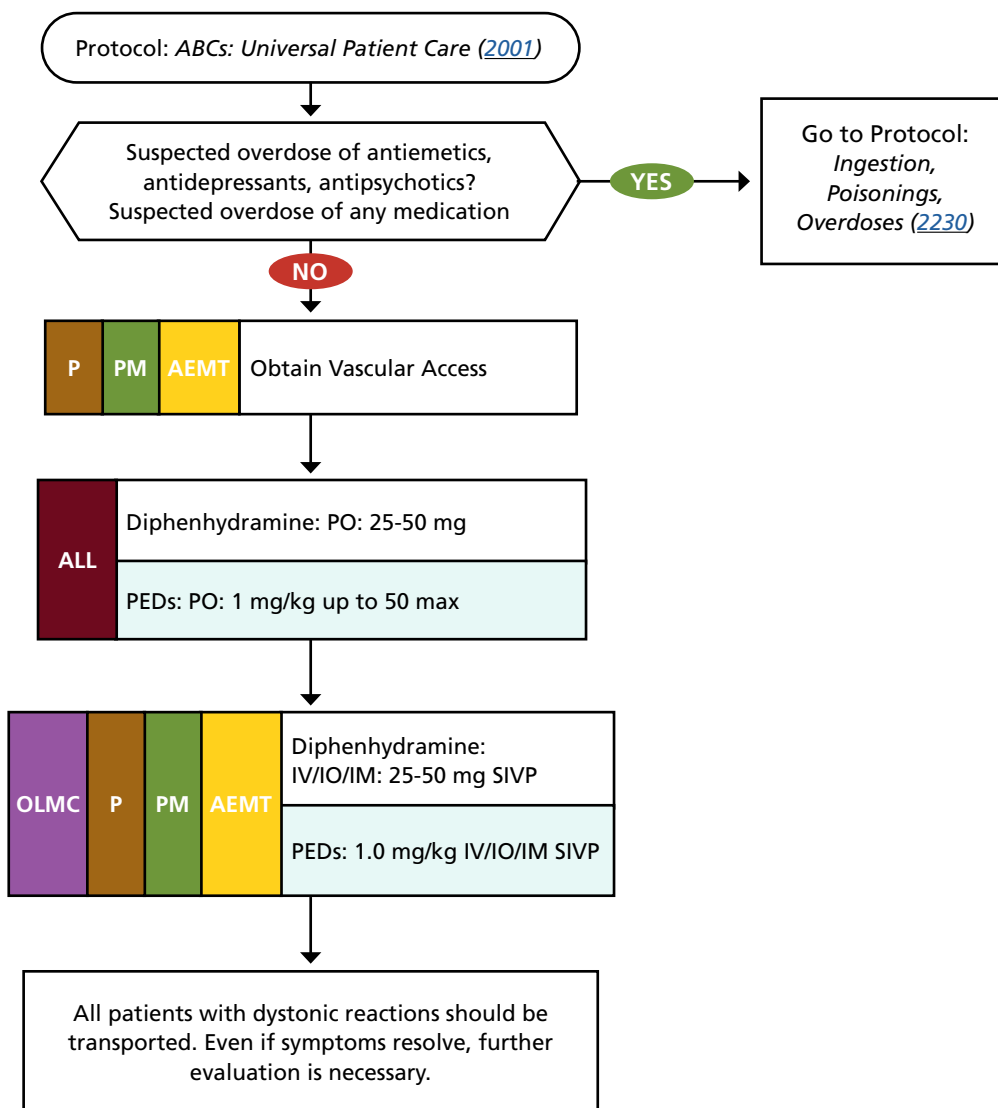 Protocol: ABCs: Universal Patient Care (2001)
Suspected overdose of antiemetics,
antidepressants, antipsychotics?
Suspected overdose of any medication
YES
Go to Protocol:
Ingestion,
Poisonings,
Overdoses (2230)
NO
P
PM
AEMT
Obtain Vascular Access
ALL
Diphenhydramine: PO: 25-50 mg
PEDs: PO: 1 mg/kg up to 50 max
OLMC
P
PM
AEMT
Diphenhydramine:
IV/IO/IM: 25-50 mg SIVP
PEDs: 1.0 mg/kg IV/IO/IM SIVP
All patients with dystonic reactions should be
transported. Even if symptoms resolve, further
evaluation is necessary.